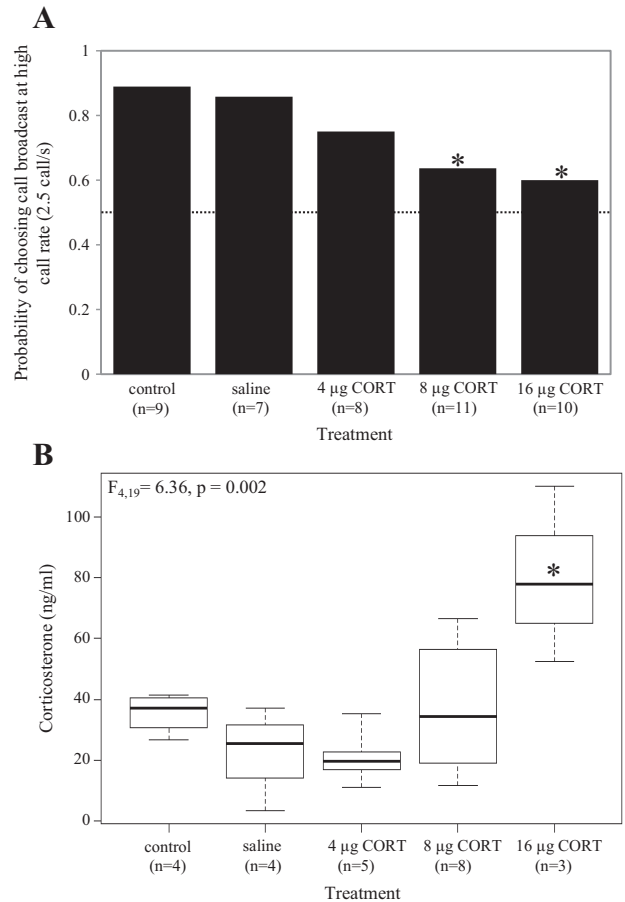 A
Probability of choosing call broadcast at high
call rate (2.5 call/s)
1
0.8
0.6
0.4
0.2
0
*
*
control
(n=9)
saline
(n=7)
4 µg CORT
(n=8)
8 µg CORT
(n=11)
16 µg CORT
(n=10)
Treatment
B
F4,19= 6.36, p = 0.002
Corticosterone (ng/ml)
100
80
60
40
20
0
*
control
(n=4)
saline
(n=4)
4 µg CORT
(n=5)
8 µg CORT
(n=8)
16 µg CORT
(n=3)
Treatment